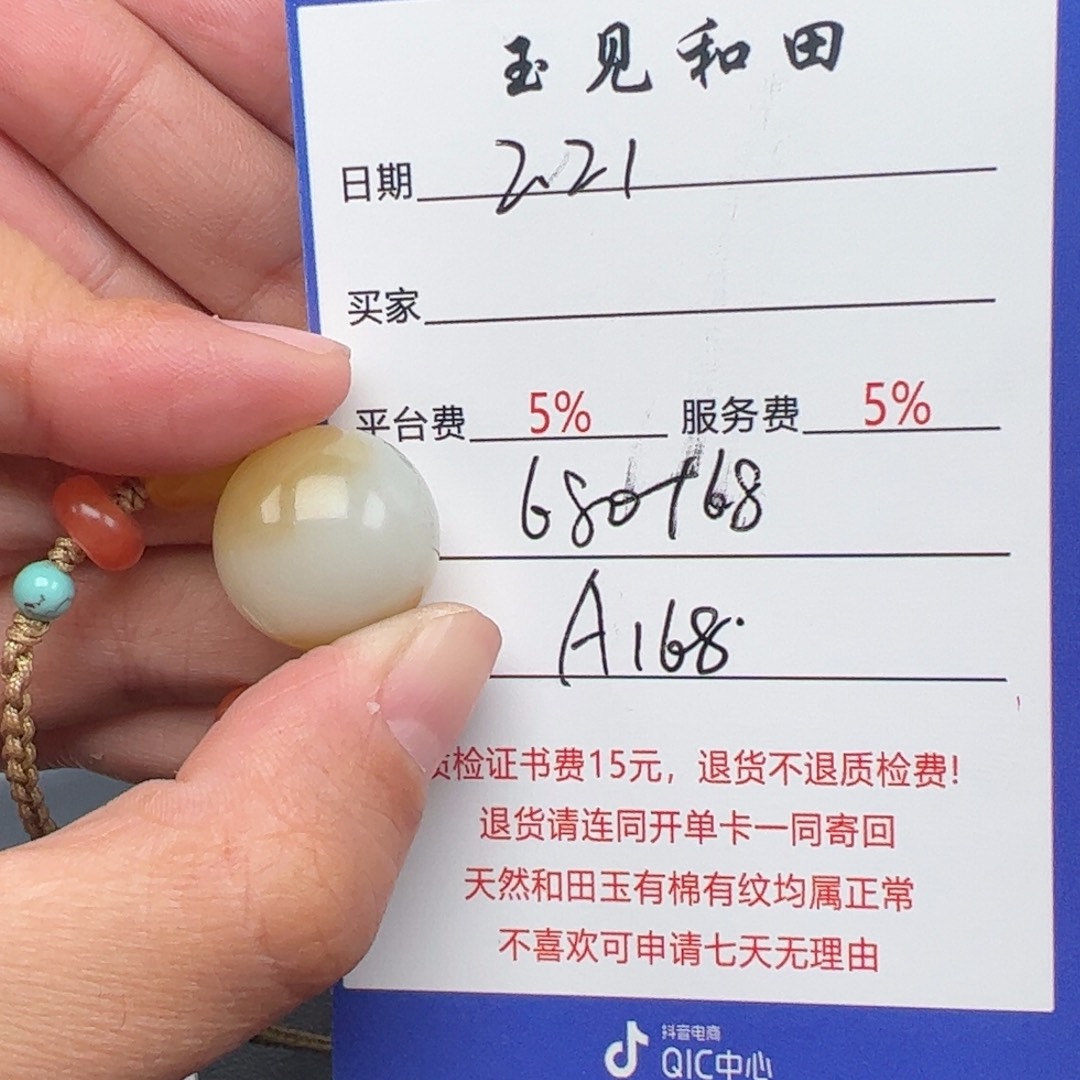 玉见和田
日期 2.21
买家
平台费 5% 服务费 5%
680+68
A168.
质检证书费15元，退货不退质检费！
退货请连同开单卡一同寄回
天然和田玉有棉有纹均属正常
不喜欢可申请七天无理由
抖音电商
QIC中心